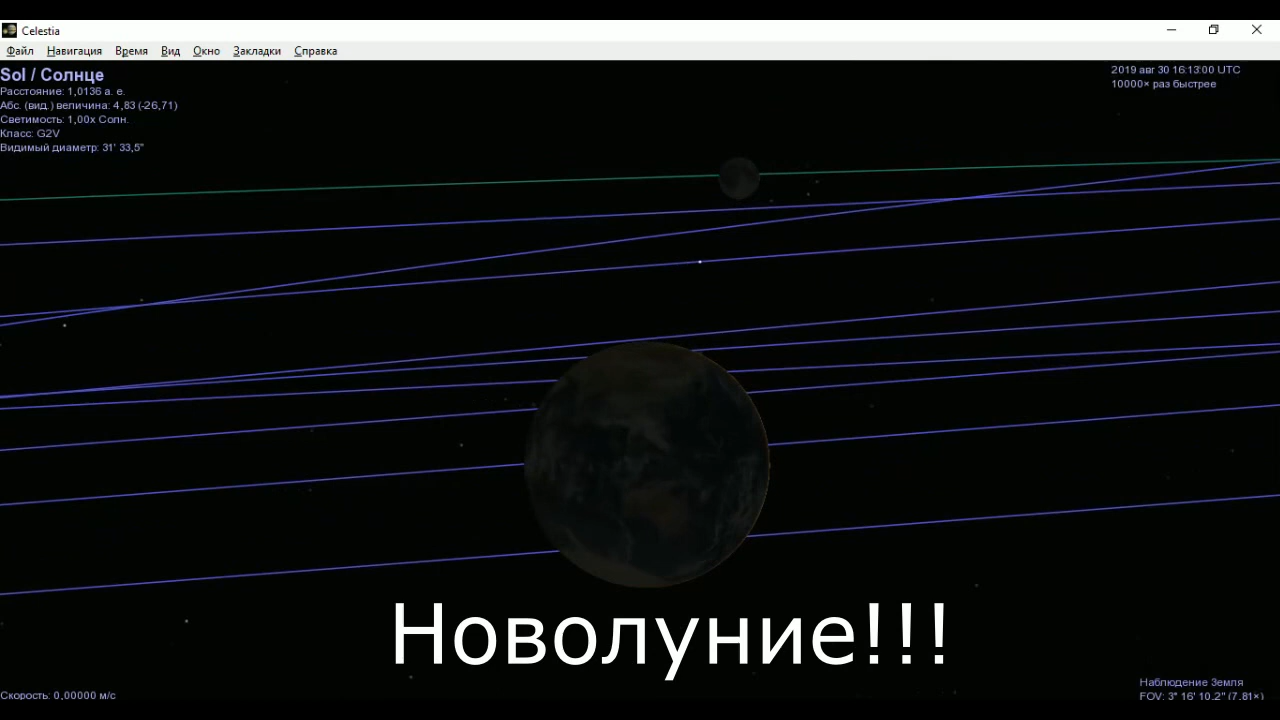 Celestia
Файл Навигация Время Вид Окно Закладки Справка
Sol / Солнце
Расстояние: 1,0136 а. е.
Абс. (вид.) величина: 4,83 (-26,71)
Светимость: 1,00x Солн.
Класс: G2V
Видимый диаметр: 31' 33,5"
2019 авг 30 16:13:00 UTC
10000× раз быстрее
Новолуние!!!
Скорость: 0,00000 м/с
Наблюдение Земля
FOV: 3° 16' 10.2" (7.81×)